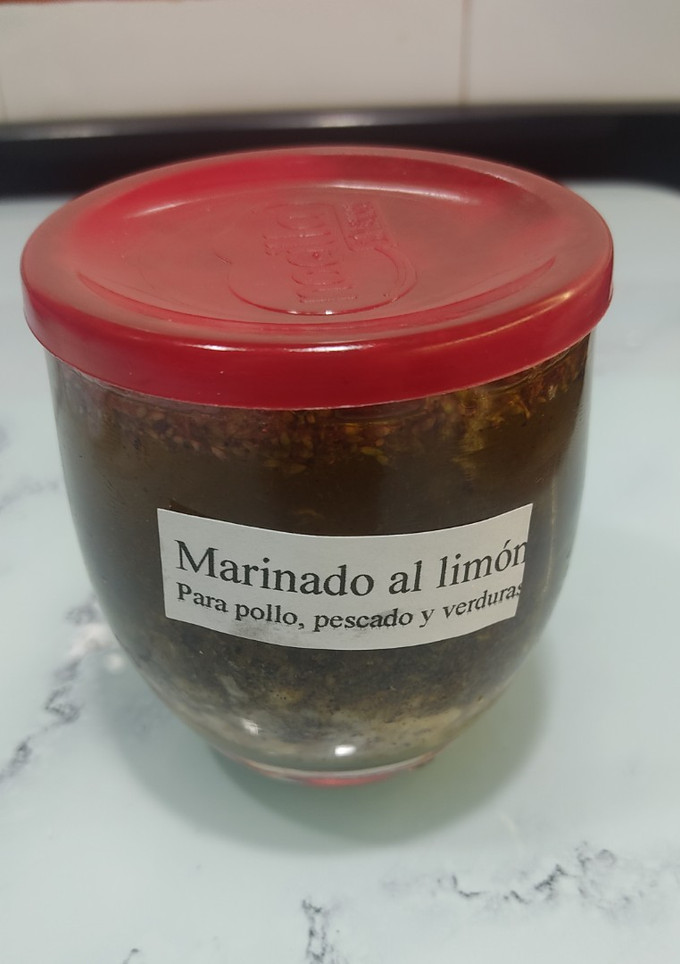 Marinado al limón
Para pollo, pescado y verduras